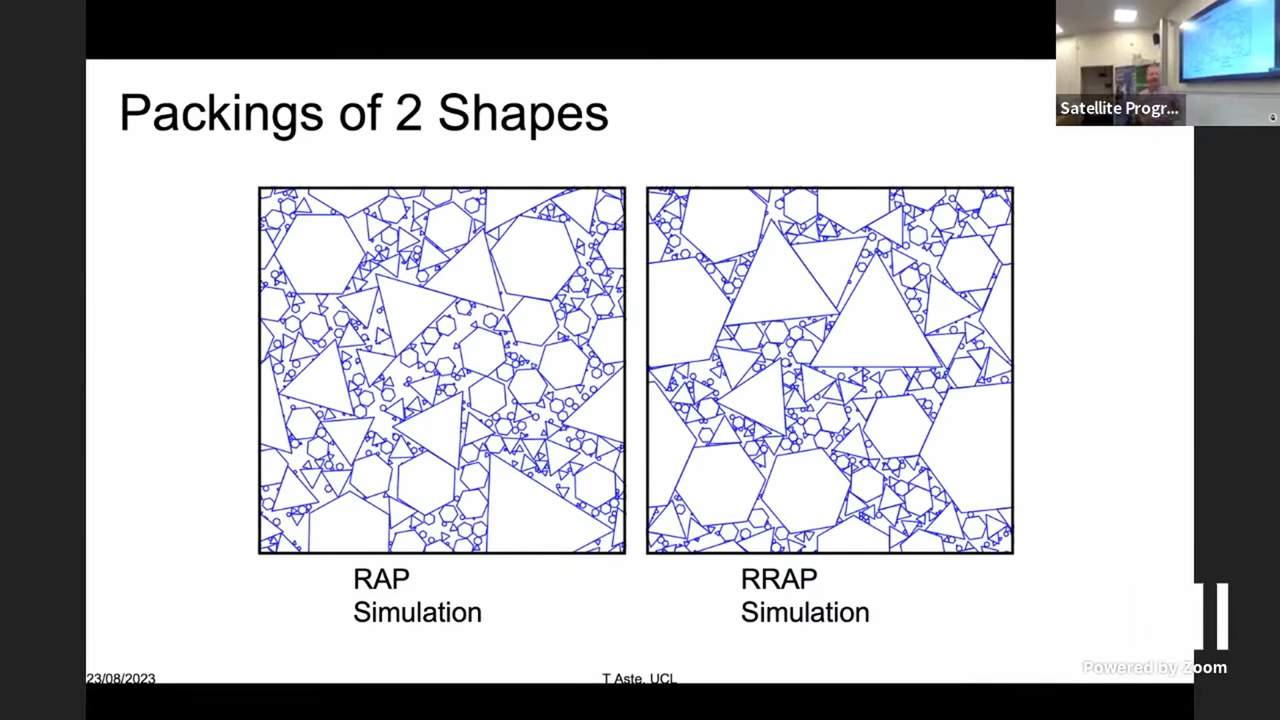 Packings of 2 Shapes
Satellite Progr...
RAP
Simulation
RRAP
Simulation
Powered by Zoom
23/08/2023
T Aste, UCL